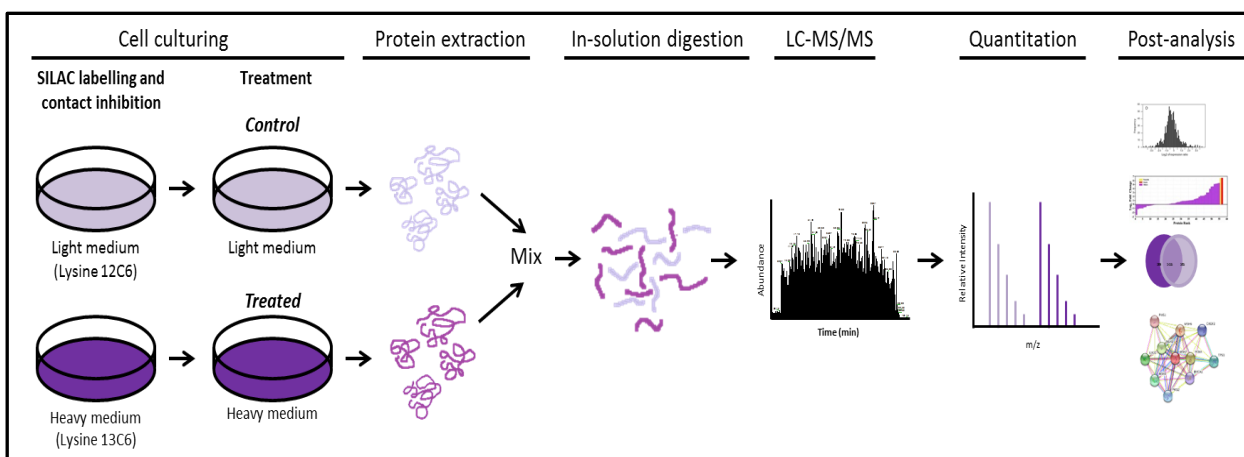 Cell culturing
Protein extraction
In-solution digestion
LC-MS/MS
Quantitation
Post-analysis
SILAC labelling and
contact inhibition
Treatment
Control
Light medium
(Lysine 12C6)
Light medium
Treated
Heavy medium
(Lysine 13C6)
Heavy medium
Mix
Abundance
Time (min)
Relative Intensity
m/z